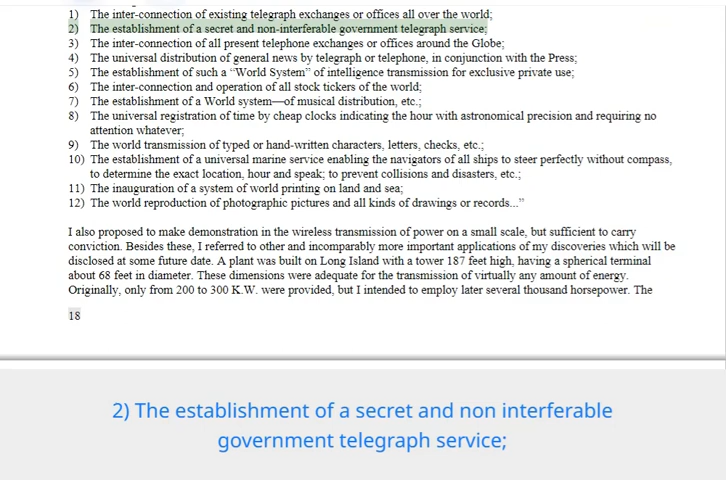 1) The inter-connection of existing telegraph exchanges or offices all over the world;
2) The establishment of a secret and non-interferable government telegraph service;
3) The inter-connection of all present telephone exchanges or offices around the Globe;
4) The universal distribution of general news by telegraph or telephone, in conjunction with the Press;
5) The establishment of such a “World System” of intelligence transmission for exclusive private use;
6) The inter-connection and operation of all stock tickers of the world;
7) The establishment of a World system—of musical distribution, etc.;
8) The universal registration of time by cheap clocks indicating the hour with astronomical precision and requiring no
attention whatever;
9) The world transmission of typed or hand-written characters, letters, checks, etc.;
10) The establishment of a universal marine service enabling the navigators of all ships to steer perfectly without compass,
to determine the exact location, hour and speak; to prevent collisions and disasters, etc.;
11) The inauguration of a system of world printing on land and sea;
12) The world reproduction of photographic pictures and all kinds of drawings or records...”
I also proposed to make demonstration in the wireless transmission of power on a small scale, but sufficient to carry
conviction. Besides these, I referred to other and incomparably more important applications of my discoveries which will be
disclosed at some future date. A plant was built on Long Island with a tower 187 feet high, having a spherical terminal
about 68 feet in diameter. These dimensions were adequate for the transmission of virtually any amount of energy.
Originally, only from 200 to 300 K.W. were provided, but I intended to employ later several thousand horsepower. The
18
2) The establishment of a secret and non interferable
government telegraph service;